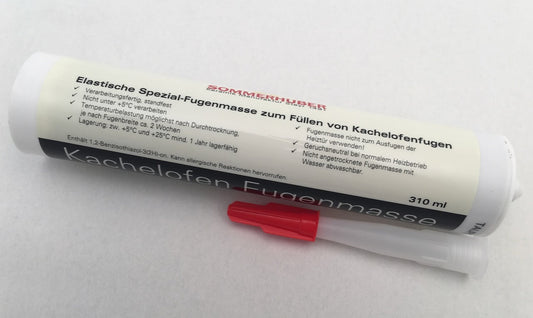 SOMMERHUBER
Elastische Spezial-Fugenmasse zum Füllen von Kachelofenfugen
✓ Verarbeitungsfertig, standfest
✓ Nicht unter +5°C verarbeiten
✓ Temperaturbelastung möglichst nach Durchtrocknung,
je nach Fugenbreite ca. 2 Wochen
✓ Lagerung: zw. +5°C und +25°C mind. 1 Jahr lagerfähig
✓ Fugenmasse nicht zum Ausfugen der
Heiztür verwenden!
✓ Geruchsneutral bei normalem Heizbetrieb
✓ Nicht angetrocknete Fugenmasse mit
Wasser abwaschbar.
Enthält 1,2-Benzisothiazol-3(2H)-on. Kann allergische Reaktionen hervorrufen.
Kachelofen Fugenmasse
310 ml